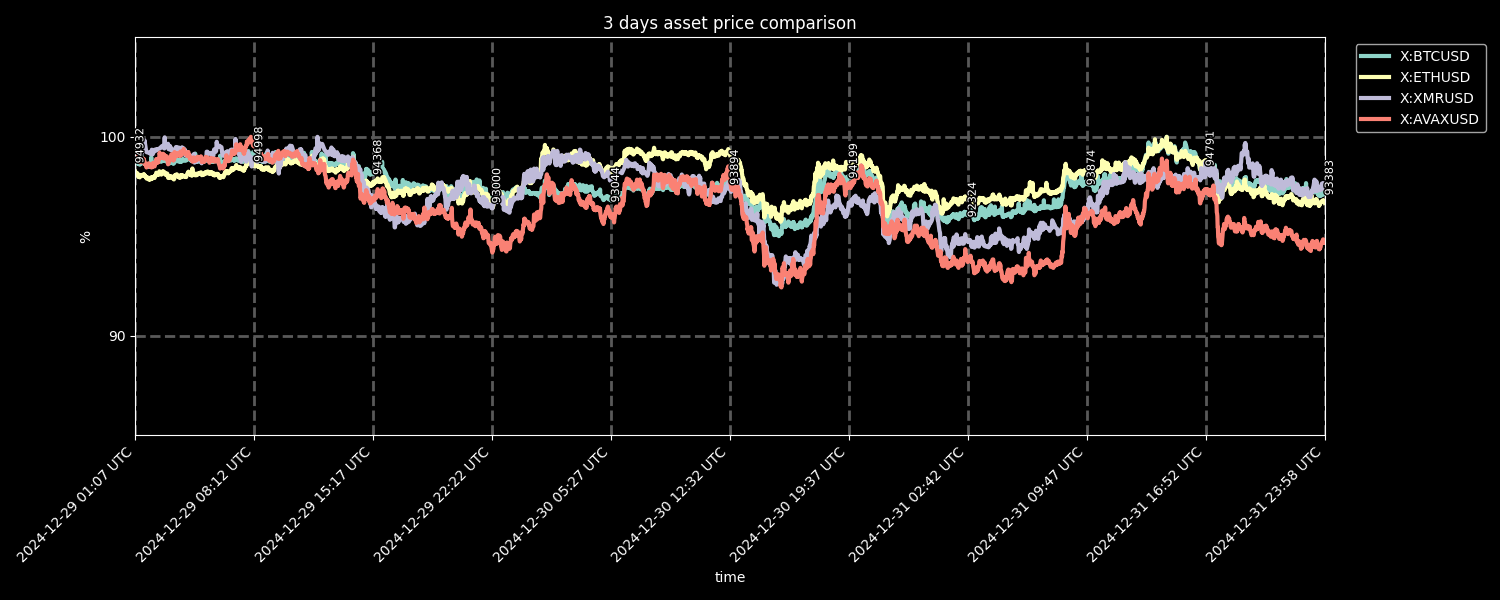 3 days asset price comparison
X:BTCUSD
X:ETHUSD
X:XMRUSD
X:AVAXUSD
100
90
%
94932
94998
94368
93000
93044
93894
94999
92324
93874
94791
93383
2024-12-29 01:07 UTC
2024-12-29 08:12 UTC
2024-12-29 15:17 UTC
2024-12-29 22:22 UTC
2024-12-30 05:27 UTC
2024-12-30 12:32 UTC
2024-12-30 19:37 UTC
2024-12-31 02:42 UTC
2024-12-31 09:47 UTC
2024-12-31 16:52 UTC
2024-12-31 23:58 UTC
time